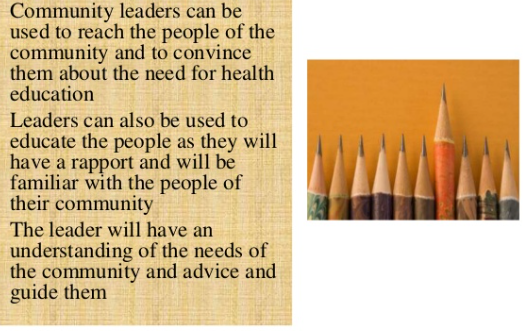 Community leaders can be
used to reach the people of the
community and to convince
them about the need for health
education
Leaders can also be used to
educate the people as they will
have a rapport and will be
familiar with the people of
their community
The leader will have an
understanding of the needs of
the community and advice and
guide them